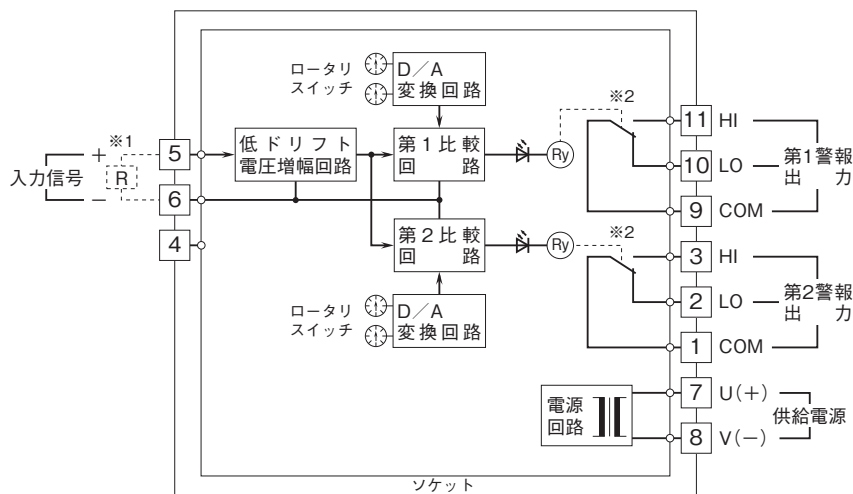 ロータリ
スイッチ
D/A
変換回路
※2
11 HI
※1
+
5
低ドリフト
電圧増幅回路
第1比較
回　　路
Ry
10 LO
第1警報
出　　力
入力信号
R
−
6
9 COM
4
第2比較
回　　路
Ry
※2
3 HI
2 LO
第2警報
出　　力
ロータリ
スイッチ
D/A
変換回路
1 COM
電源
回路
7 U(+)
供給電源
8 V(−)
ソケット